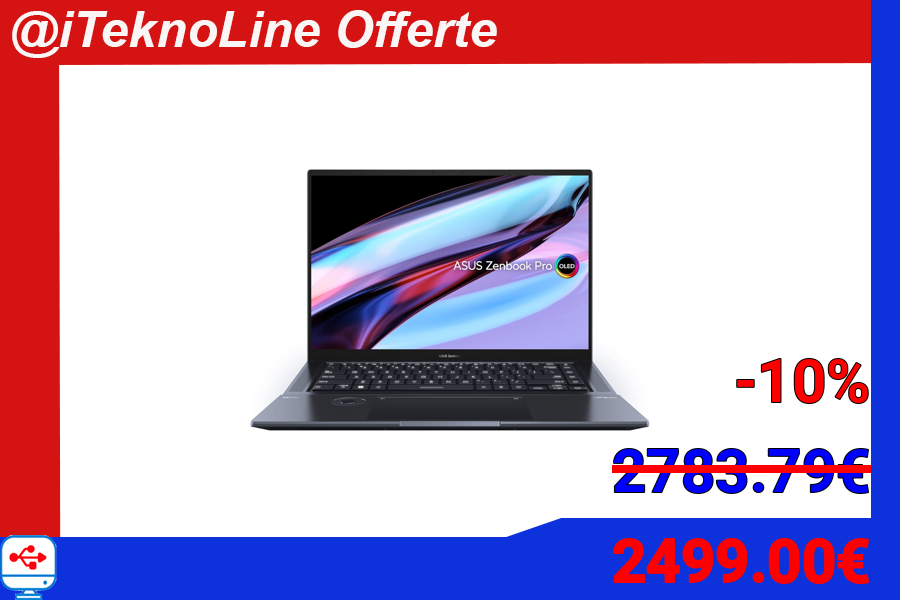 @iTeknoLine Offerte
ASUS Zenbook Pro OLED
-10%
2783.79€
2499.00€